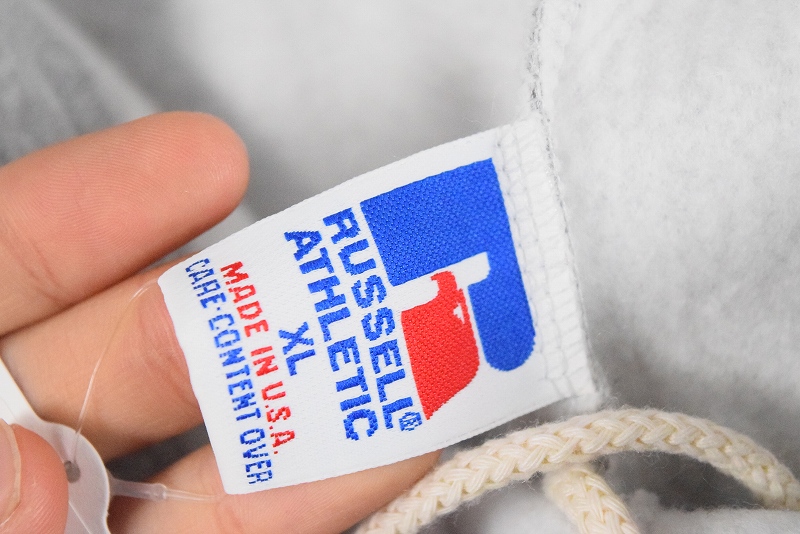 RUSSELL®
ATHLETIC
XL
MADE IN U.S.A.
CARE·CONTENT OVER